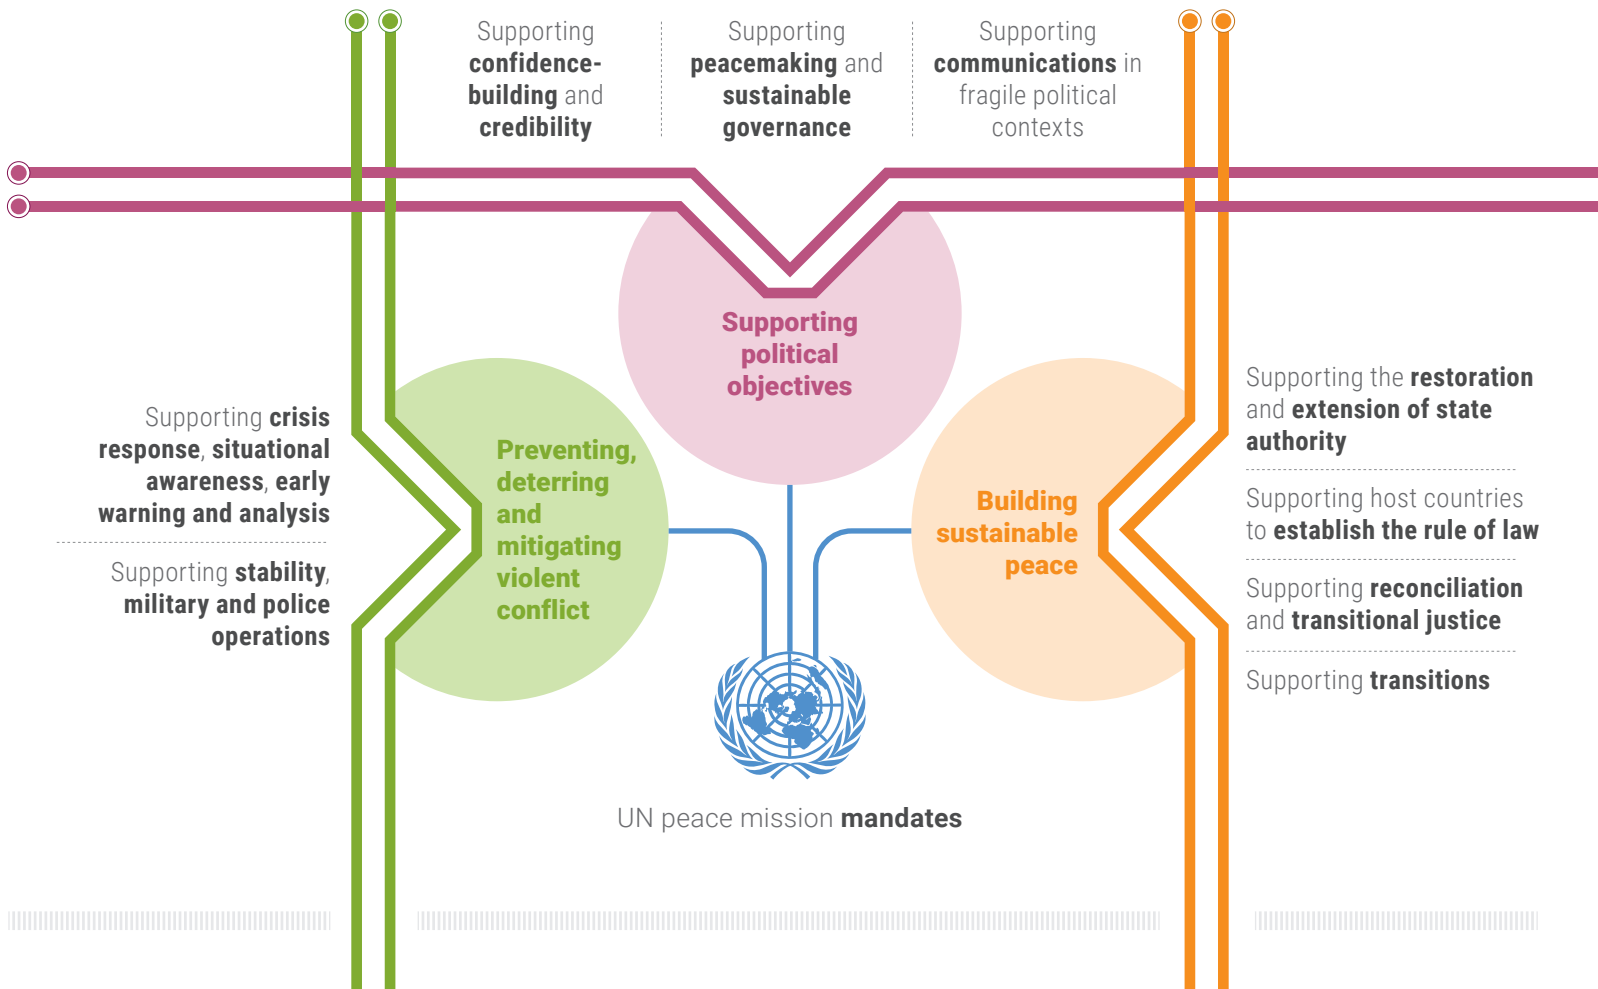 Supporting
confidence-
building and
credibility
Supporting
peacemaking and
sustainable
governance
Supporting
communications in
fragile political
contexts
Supporting
political
objectives
Supporting crisis
response, situational
awareness, early
warning and analysis
Supporting stability,
military and police
operations
Preventing,
deterring
and
mitigating
violent
conflict
Building
sustainable
peace
Supporting the restoration
and extension of state
authority
Supporting host countries
to establish the rule of law
Supporting reconciliation
and transitional justice
Supporting transitions
UN peace mission mandates